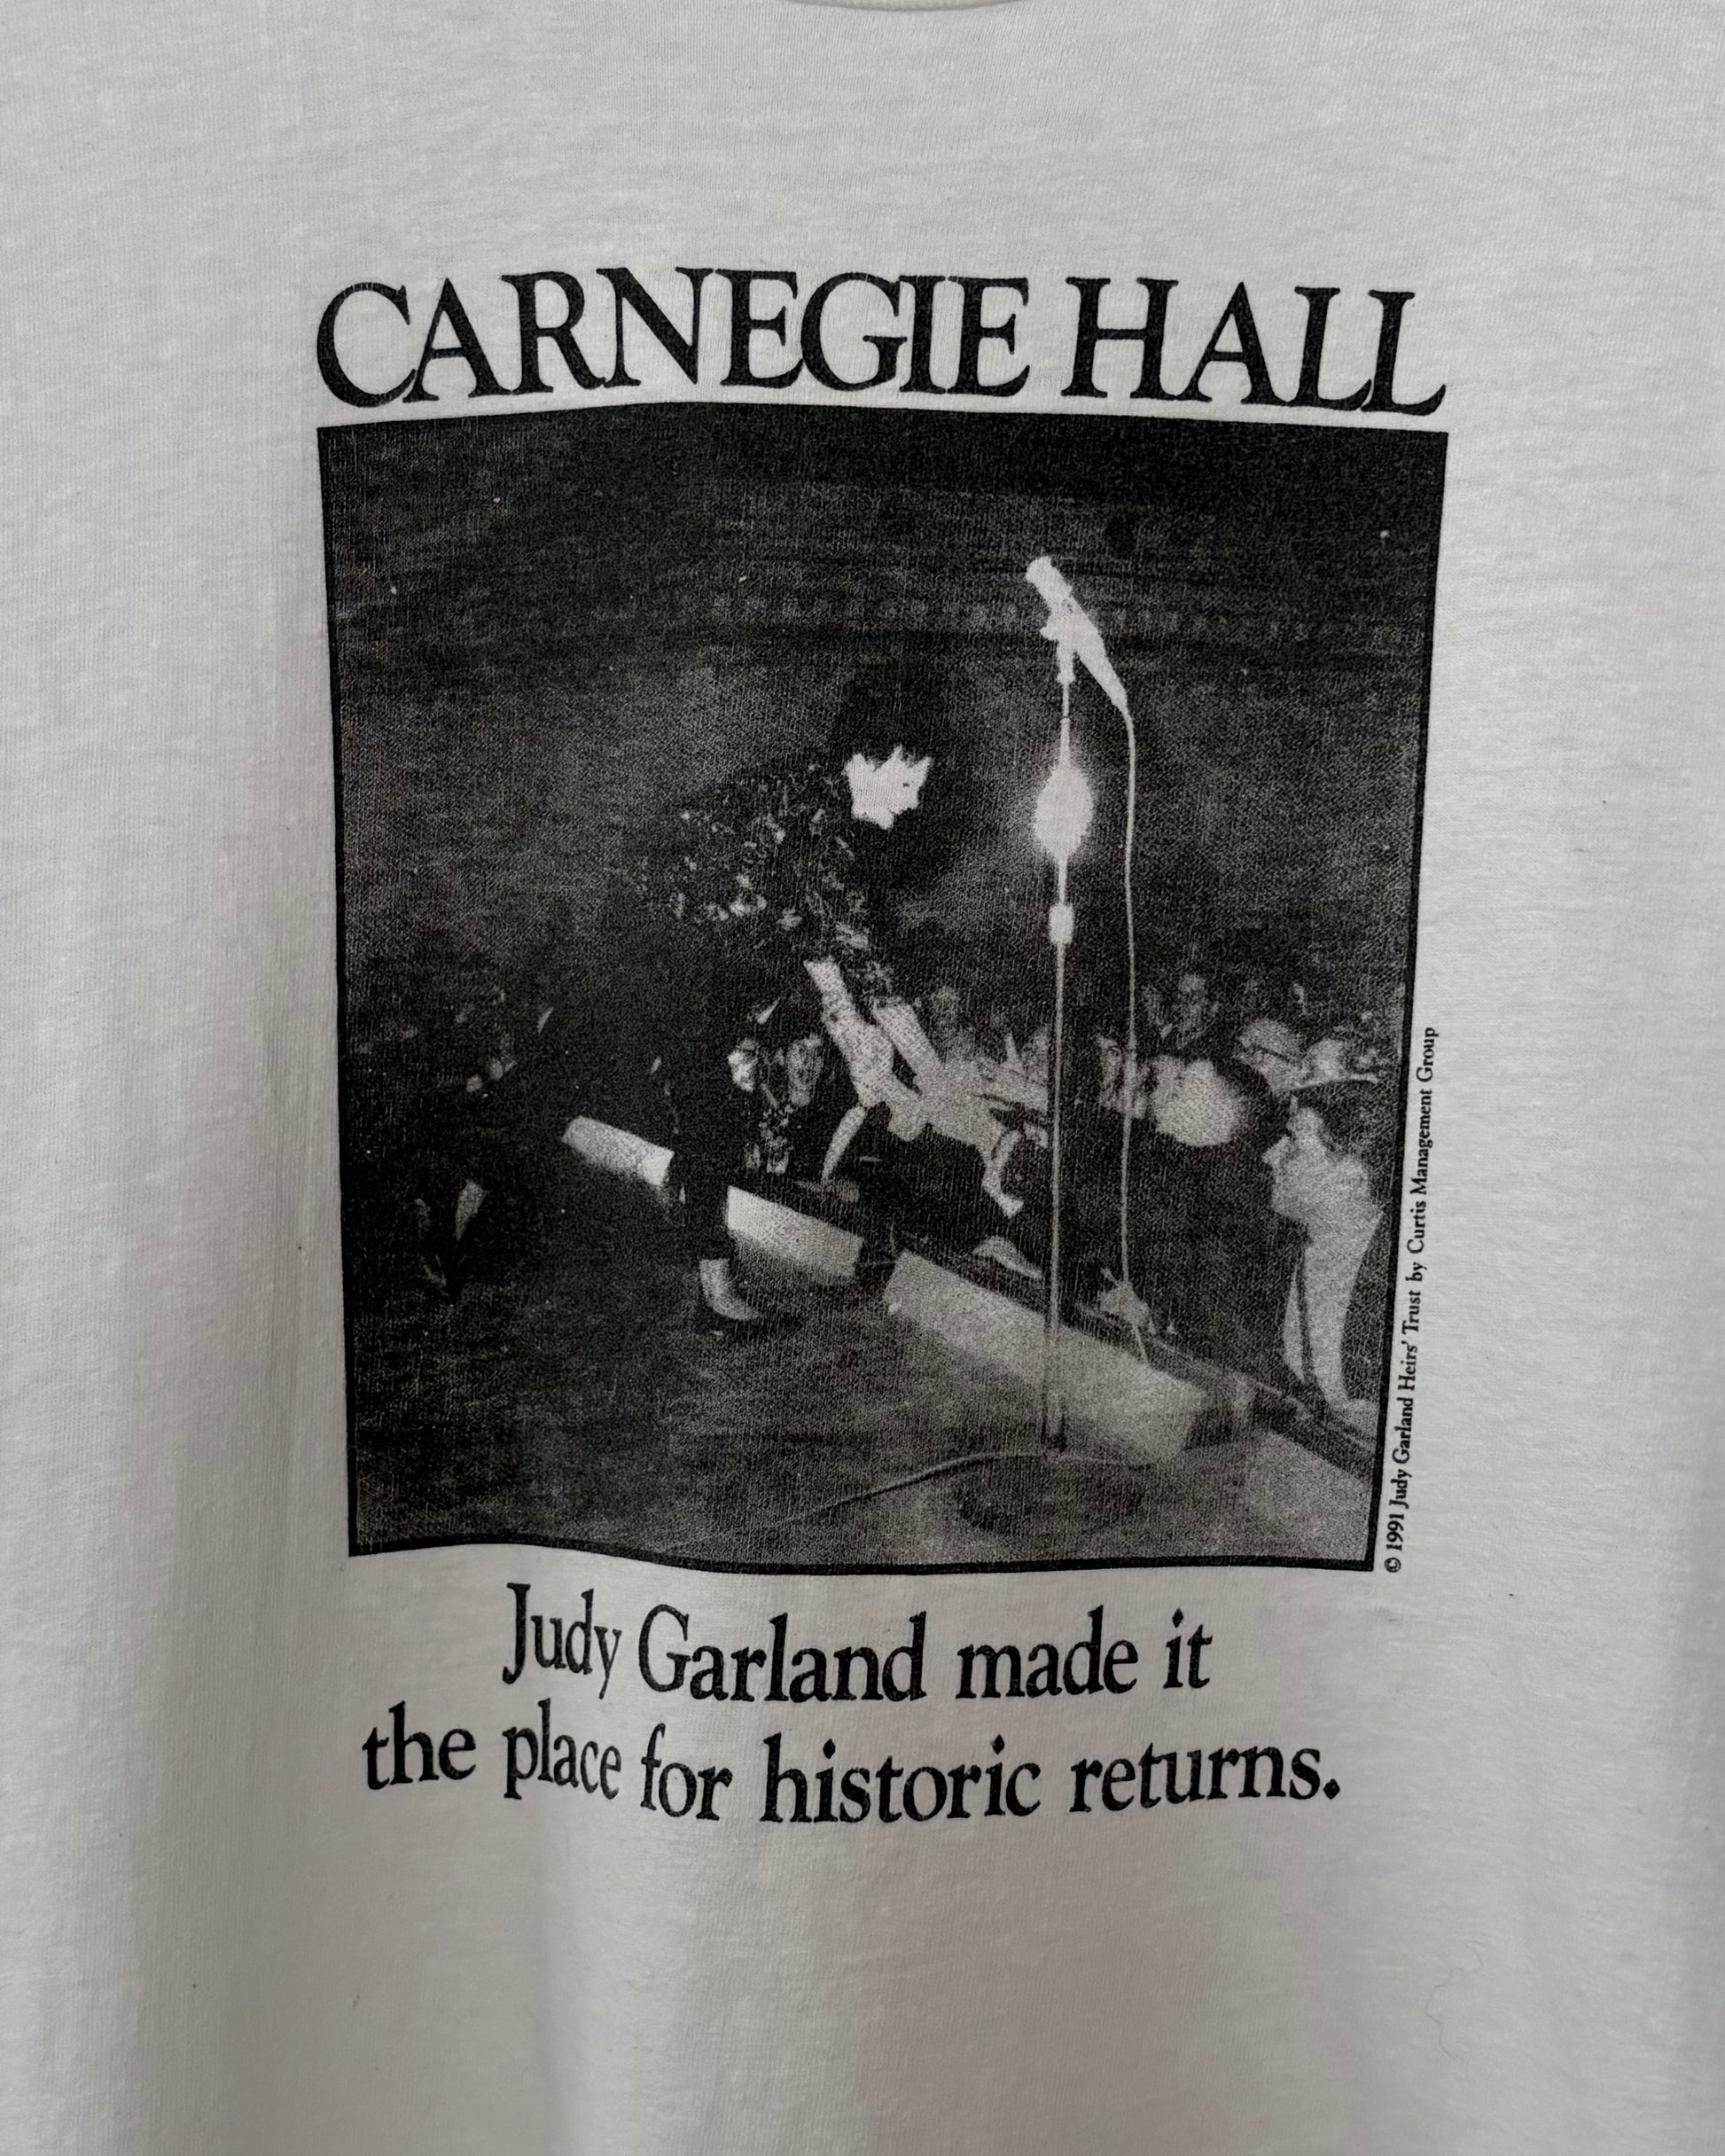 CARNEGIE HALL
© 1991 Judy Garland Heirs' Trust by Curtis Management Group
Judy Garland made it
the place for historic returns.